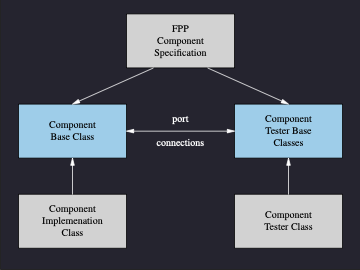 FPP
Component
Specification
Component
Base Class
port
connections
Component
Tester Base
Classes
Component
Implemenation
Class
Component
Tester Class